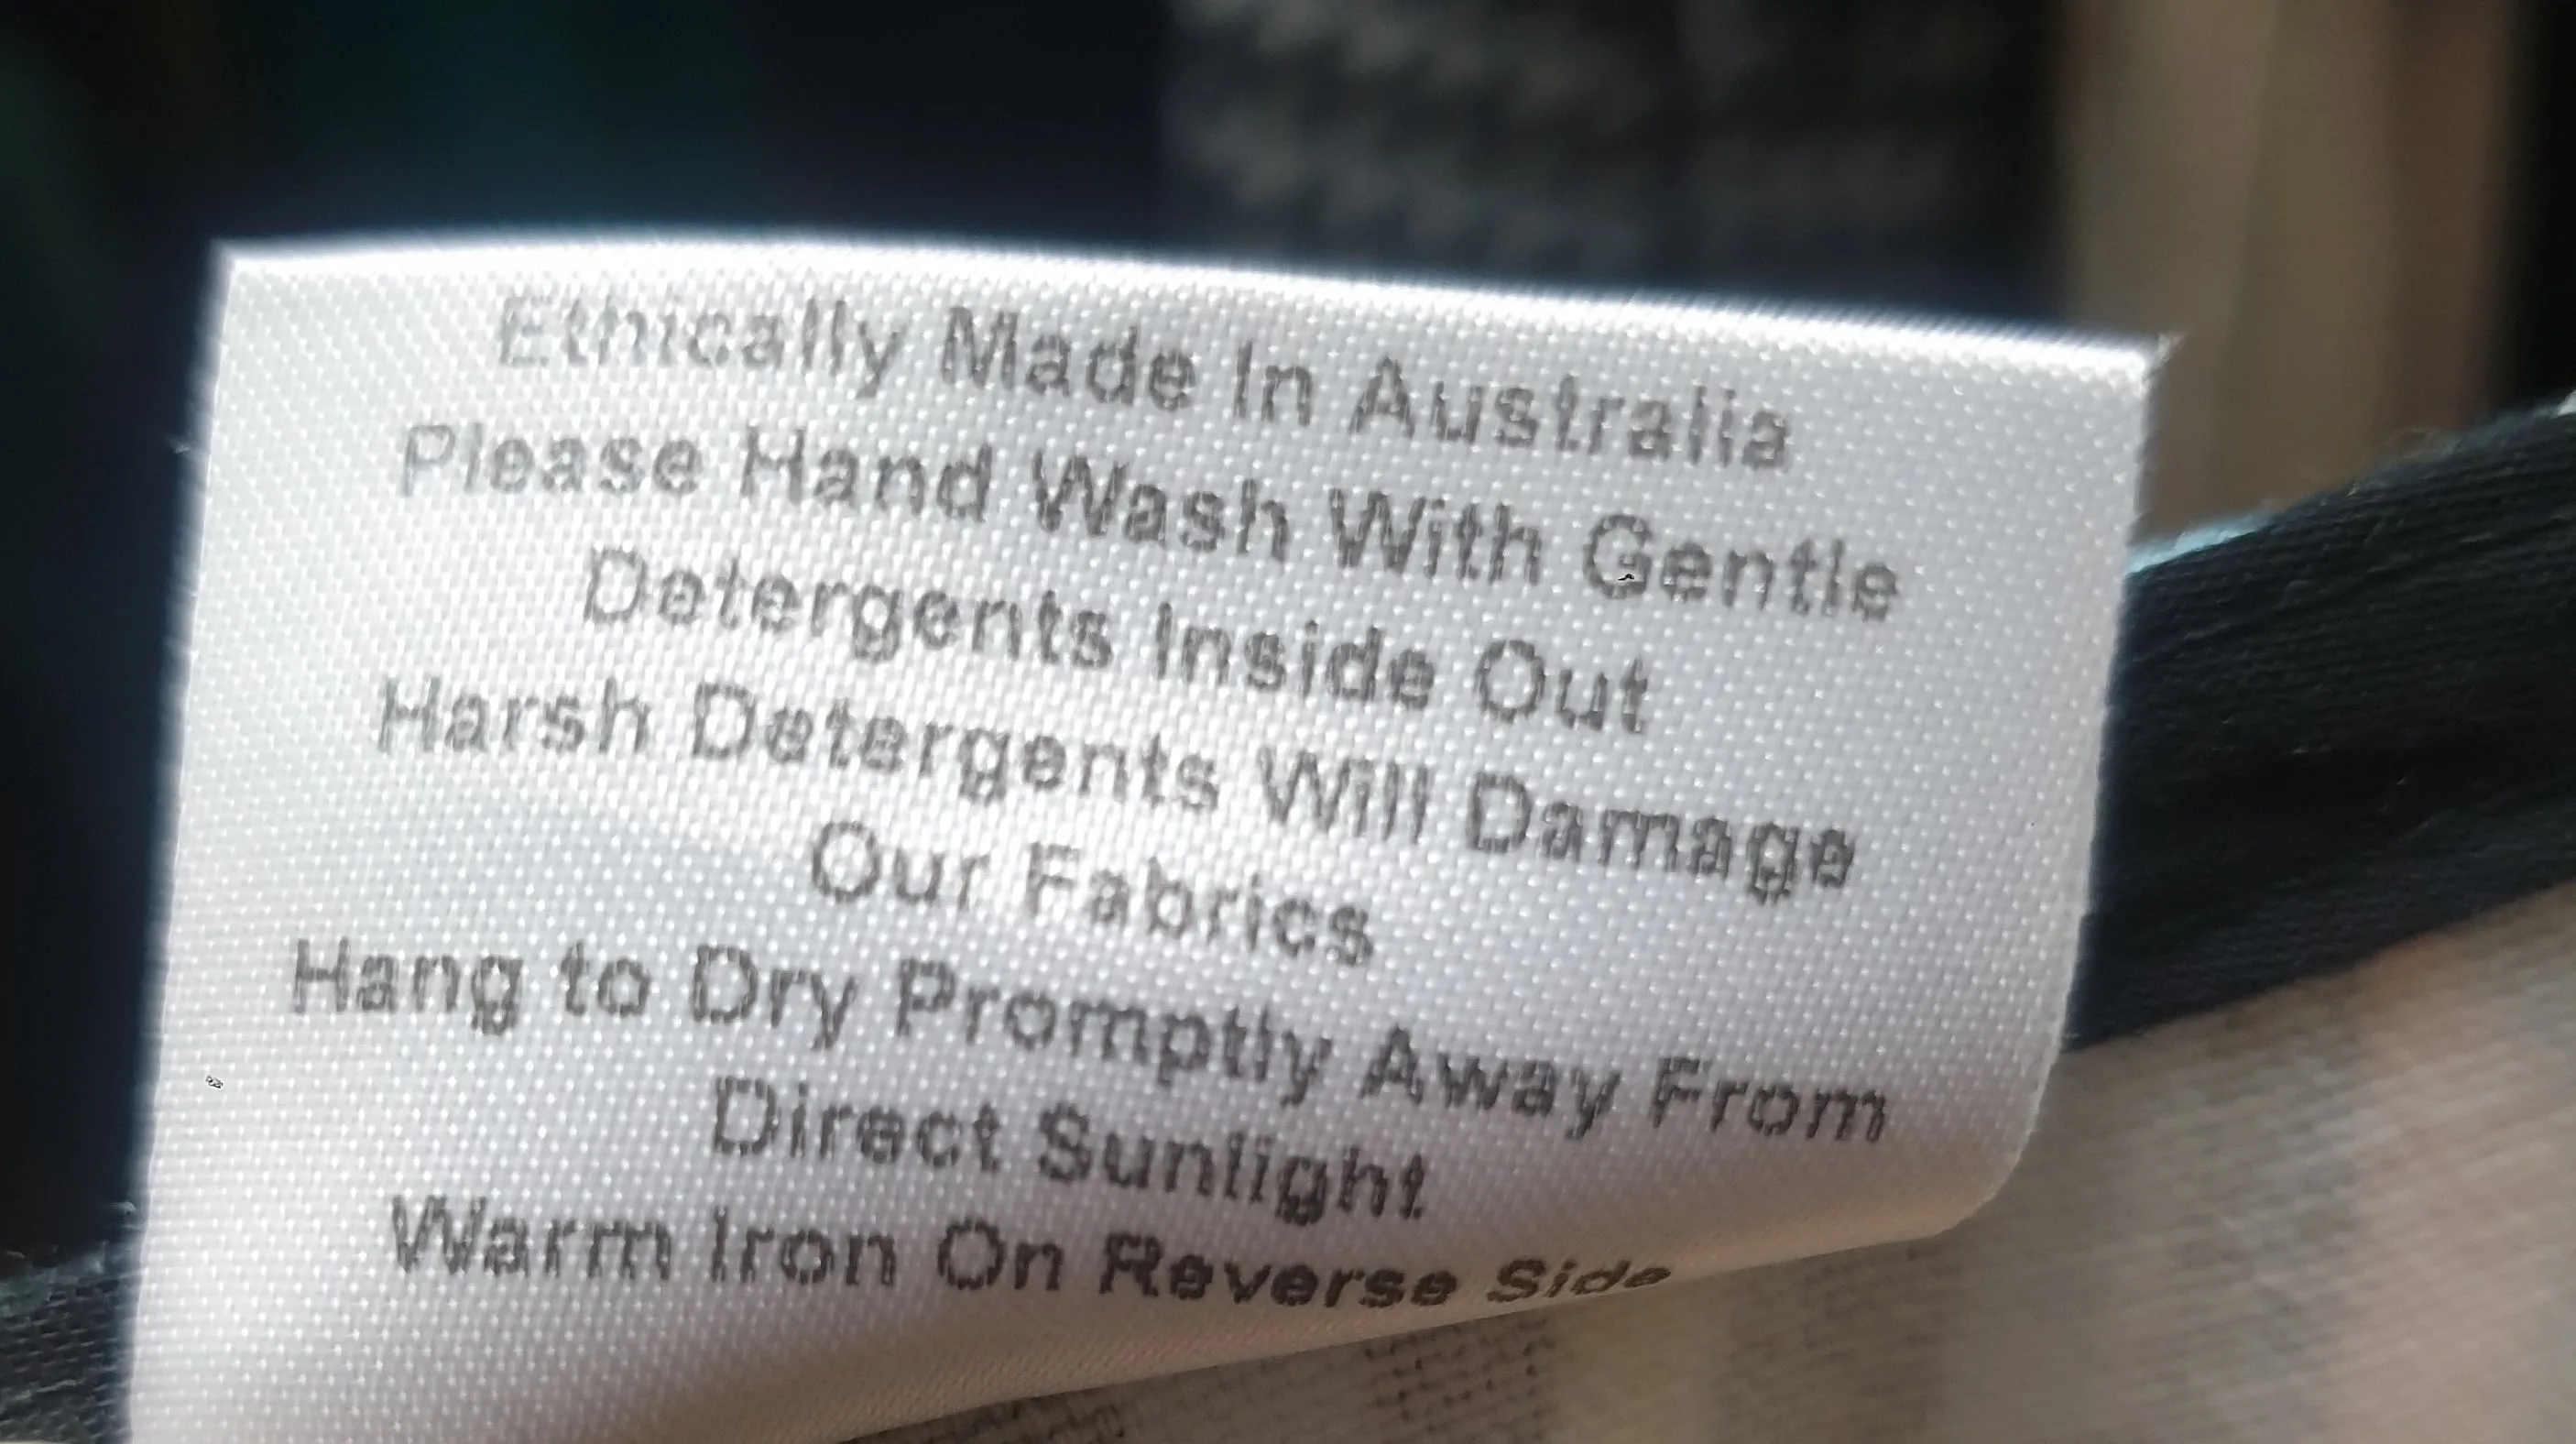 Ethically Made In Australia
Please Hand Wash With Gentle
Detergents Inside Out
Harsh Detergents Will Damage
Our Fabrics
Hang to Dry Promptly Away From
Direct Sunlight
Warm Iron On Reverse Side